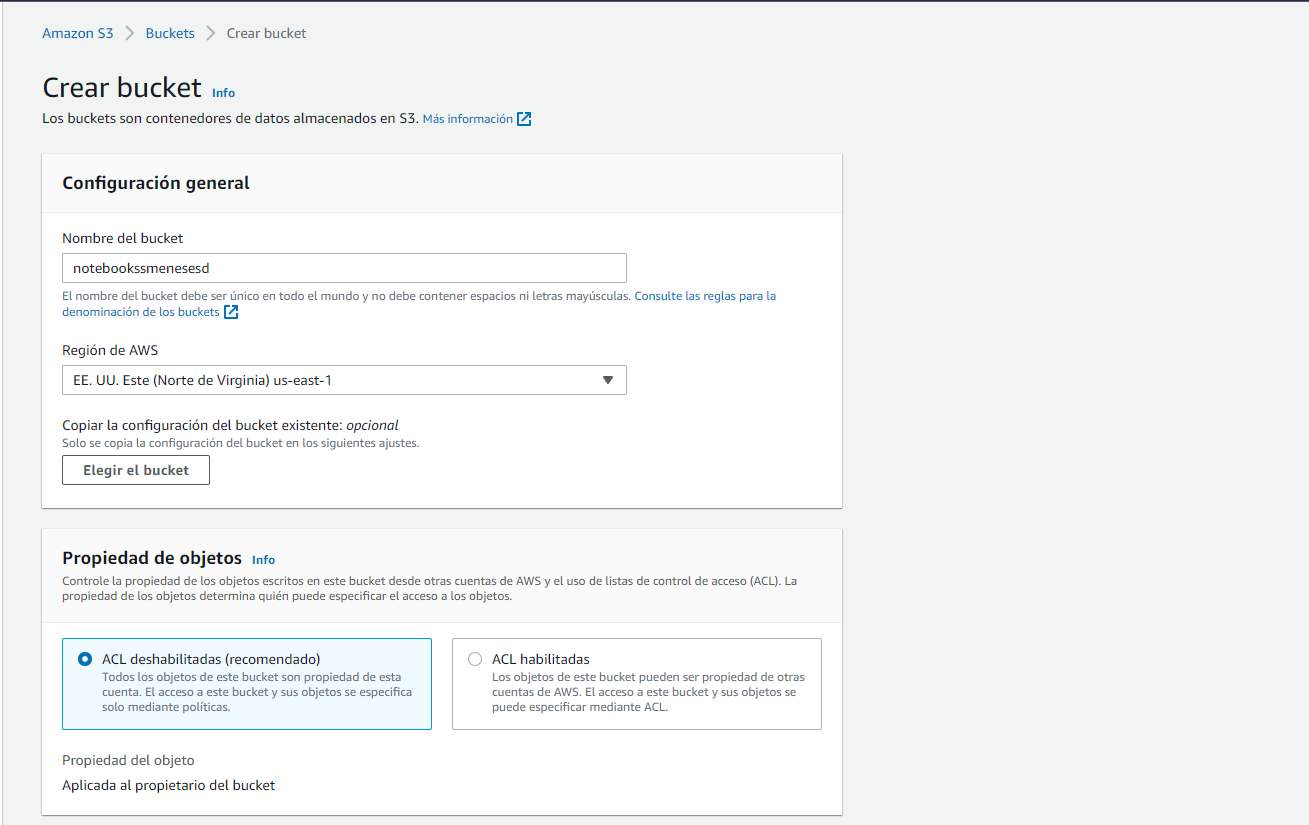 Amazon S3 > Buckets > Crear bucket
Crear bucket Info
Los buckets son contenedores de datos almacenados en S3. Más información
Configuración general
Nombre del bucket
notebookssmenesesd
El nombre del bucket debe ser único en todo el mundo y no debe contener espacios ni letras mayúsculas. Consulte las reglas para la
denominación de los buckets
Región de AWS
EE. UU. Este (Norte de Virginia) us-east-1
Copiar la configuración del bucket existente: opcional
Solo se copia la configuración del bucket en los siguientes ajustes.
Elegir el bucket
Propiedad de objetos Info
Controle la propiedad de los objetos escritos en este bucket desde otras cuentas de AWS y el uso de listas de control de acceso (ACL). La
propiedad de los objetos determina quién puede especificar el acceso a los objetos.
ACL deshabilitadas (recomendado)
Todos los objetos de este bucket son propiedad de esta
cuenta. El acceso a este bucket y sus objetos se especifica
solo mediante políticas.
ACL habilitadas
Los objetos de este bucket pueden ser propiedad de otras
cuentas de AWS. El acceso a este bucket y sus objetos se
puede especificar mediante ACL.
Propiedad del objeto
Aplicada al propietario del bucket